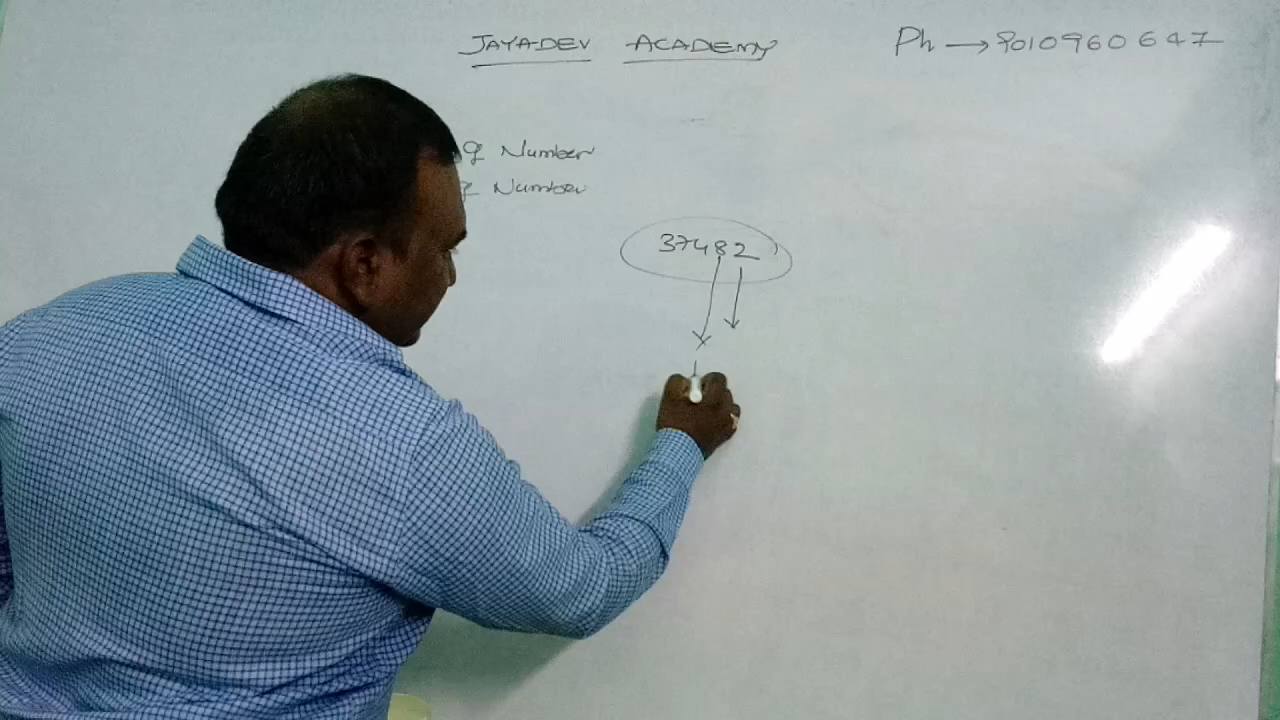 JAYADEV ACADEMY
Ph → 9010960647
Number
Number
37482